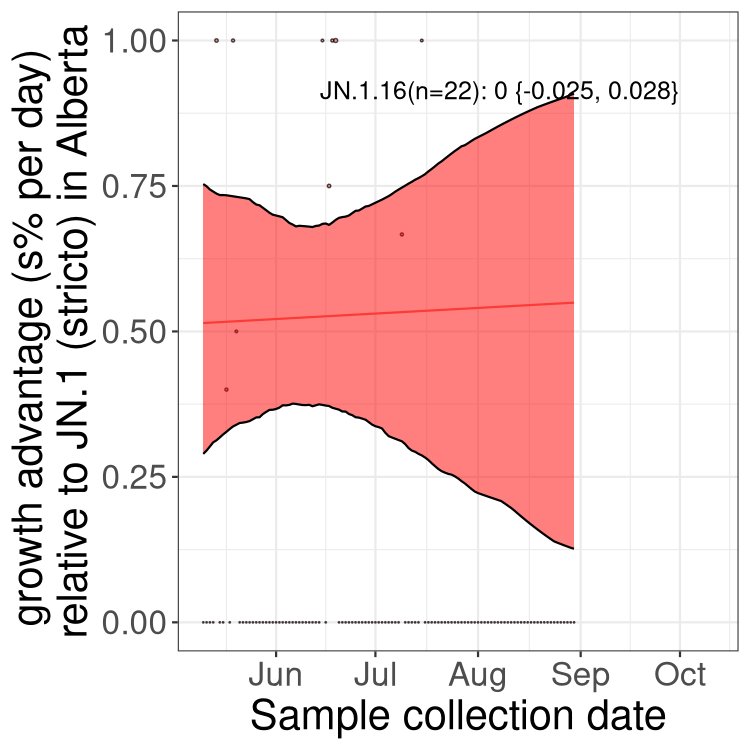 growth advantage (s% per day)
relative to JN.1 (stricto) in Alberta
1.00
0.75
0.50
0.25
0.00
JN.1.16(n=22): 0 {-0.025, 0.028}
Jun Jul Aug Sep Oct
Sample collection date